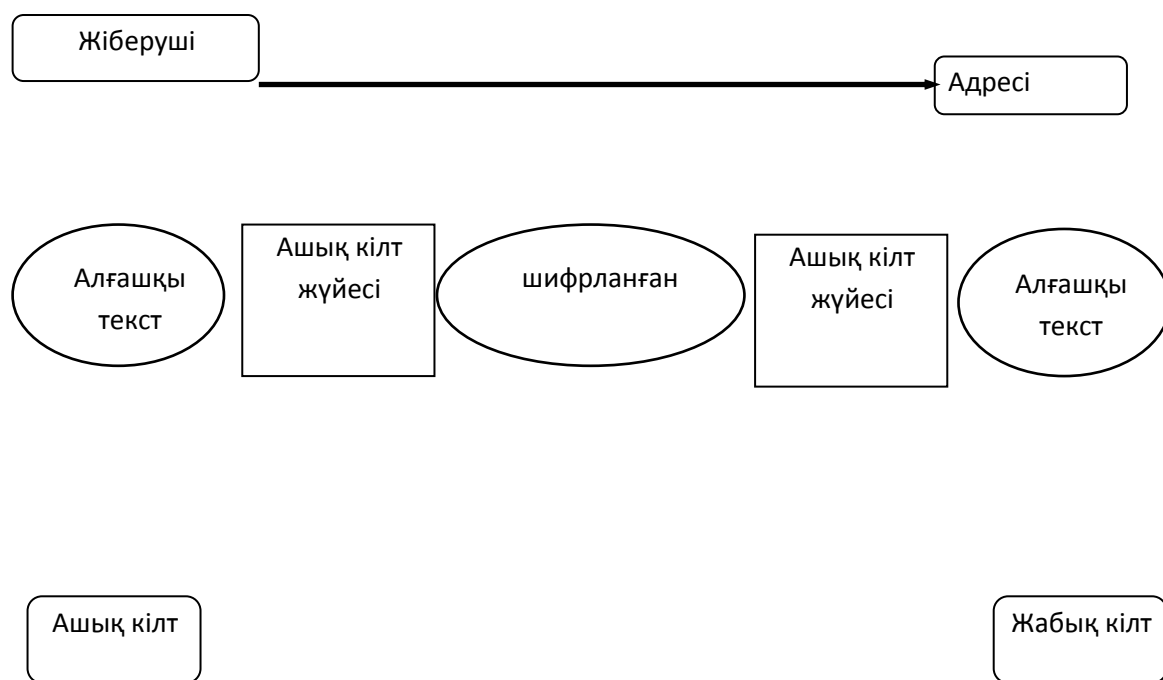 Жіберуші
Адресі
Алғашқы
текст
Ашық кілт
жүйесі
шифрланған
Ашық кілт
жүйесі
Алғашқы
текст
Ашық кілт
Жабық кілт